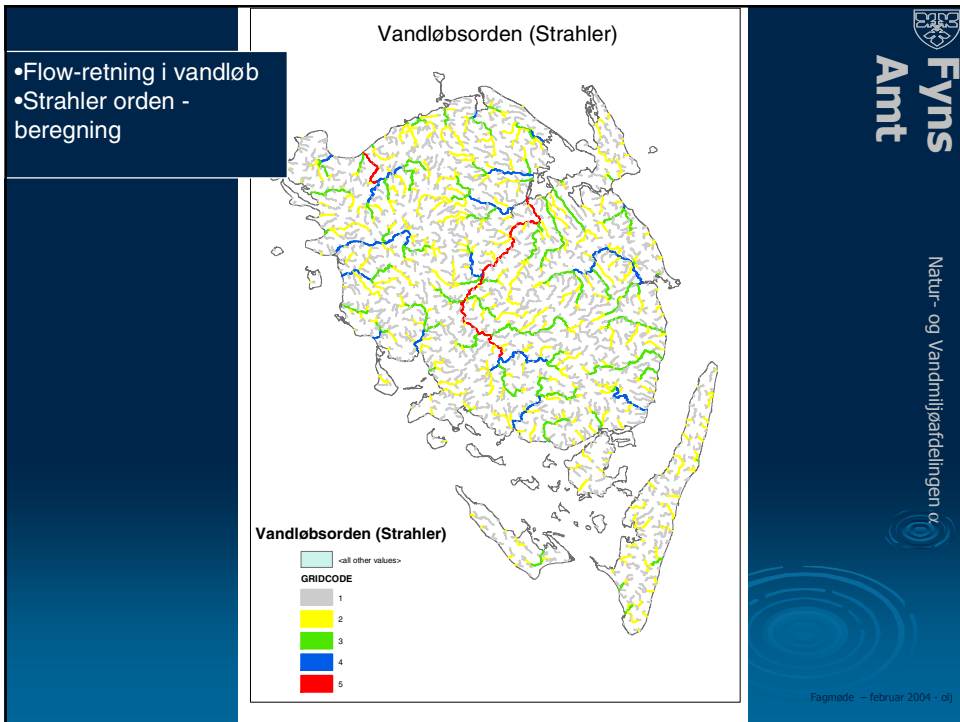 Vandløbsorden (Strahler)
•Flow-retning i vandløb
•Strahler orden -
beregning
Vandløbsorden (Strahler)
<all other values>
GRIDCODE
1
2
3
4
5
Fyns
Amt
Natur- og Vandmiljøafdelingen α
Fagmøde – februar 2004 - olj